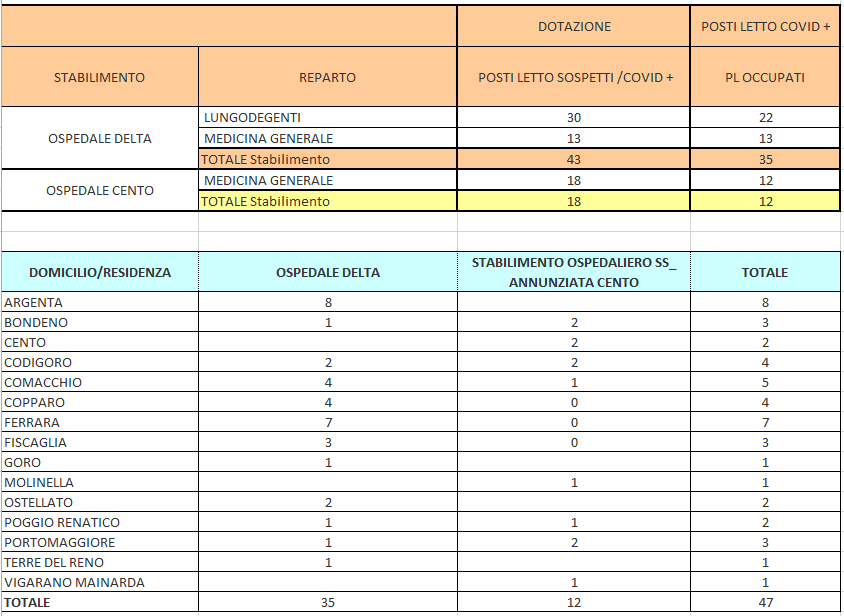 DOTAZIONE POSTI LETTO COVID +
STABILIMENTO REPARTO POSTI LETTO SOSPETTI /COVID + PL OCCUPATI
OSPEDALE DELTA
LUNGODEGENTI 30 22
MEDICINA GENERALE 13 13
TOTALE Stabilimento 43 35
OSPEDALE CENTO
MEDICINA GENERALE 18 12
TOTALE Stabilimento 18 12
DOMICILIO/RESIDENZA OSPEDALE DELTA STABILIMENTO OSPEDALIERO SS_
ANNUNZIATA CENTO TOTALE
ARGENTA 8 8
BONDENO 1 2 3
CENTO 2 2
CODIGORO 2 2 4
COMACCHIO 4 1 5
COPPARO 4 0 4
FERRARA 7 0 7
FISCAGLIA 3 0 3
GORO 1 1
MOLINELLA 1 1
OSTELLATO 2 2
POGGIO RENATICO 1 1 2
PORTOMAGGIORE 1 2 3
TERRE DEL RENO 1 1
VIGARANO MAINARDA 1 1
TOTALE 35 12 47